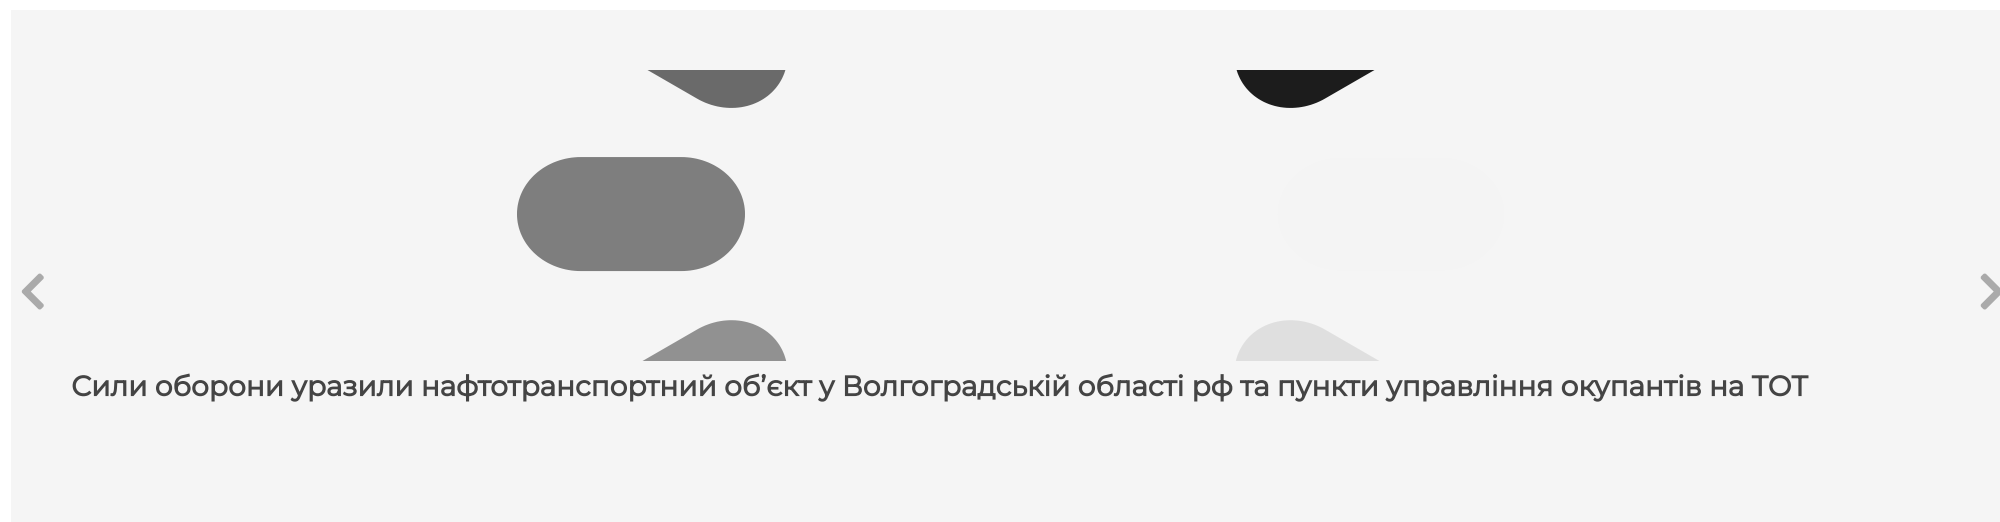 Сили оборони уразили нафтотранспортний об’єкт у Волгоградській області рф та пункти управління окупантів на ТОТ